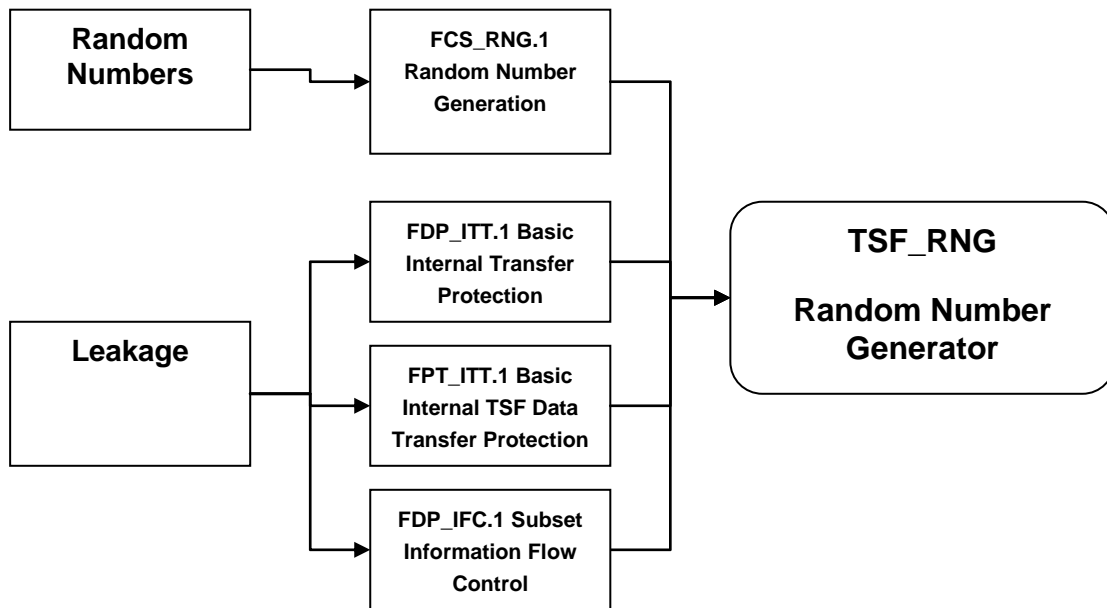 Random
Numbers
FCS_RNG.1
Random Number
Generation
FDP_ITT.1 Basic
Internal Transfer
Protection
TSF_RNG
Random Number
Generator
Leakage
FPT_ITT.1 Basic
Internal TSF Data
Transfer Protection
FDP_IFC.1 Subset
Information Flow
Control